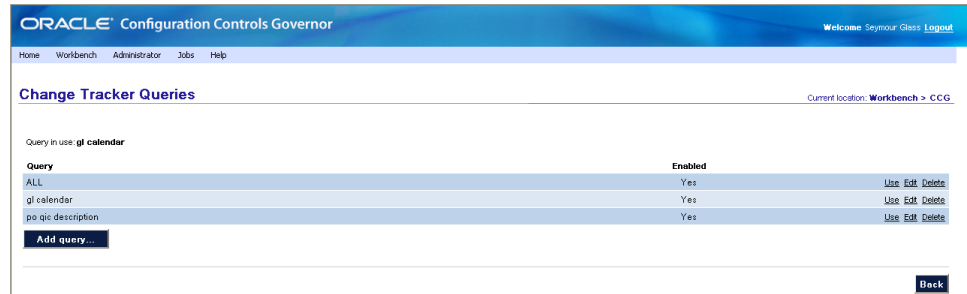 ORACLE® Configuration Controls Governor
Welcome Seymour Glass Logout
Home Workbench Administrator Jobs Help
Change Tracker Queries
Current location: Workbench > CCG
Query in use: gl calendar
Query Enabled
ALL Yes Use Edit Delete
gl calendar Yes Use Edit Delete
po qic description Yes Use Edit Delete
Add query...
Back